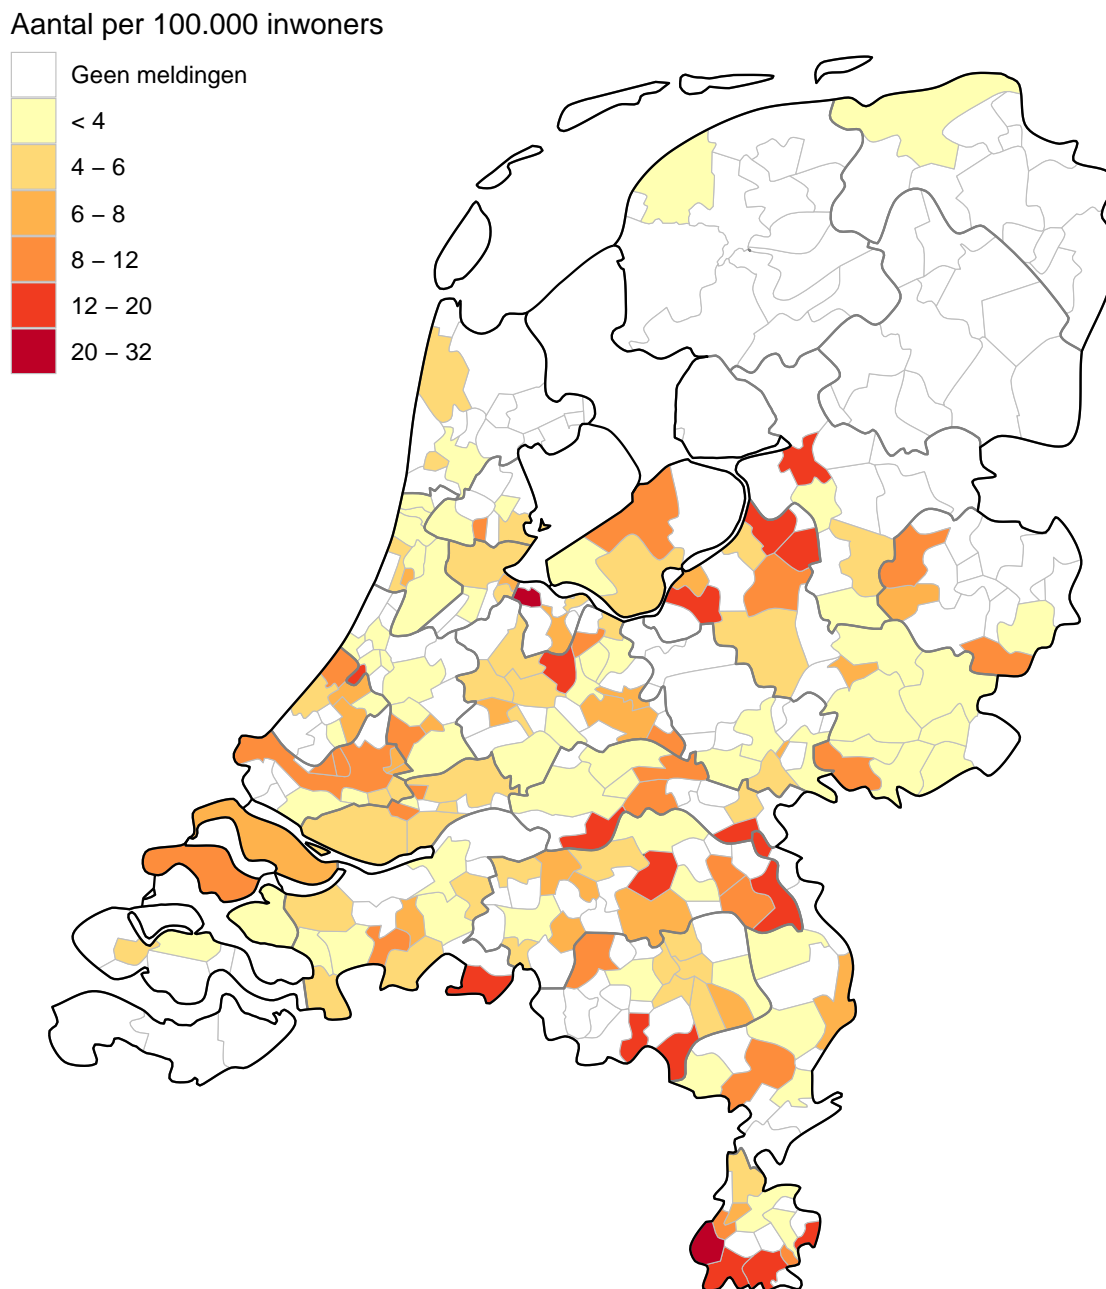 Aantal per 100.000 inwoners
Geen meldingen
< 4
4 – 6
6 – 8
8 – 12
12 – 20
20 – 32